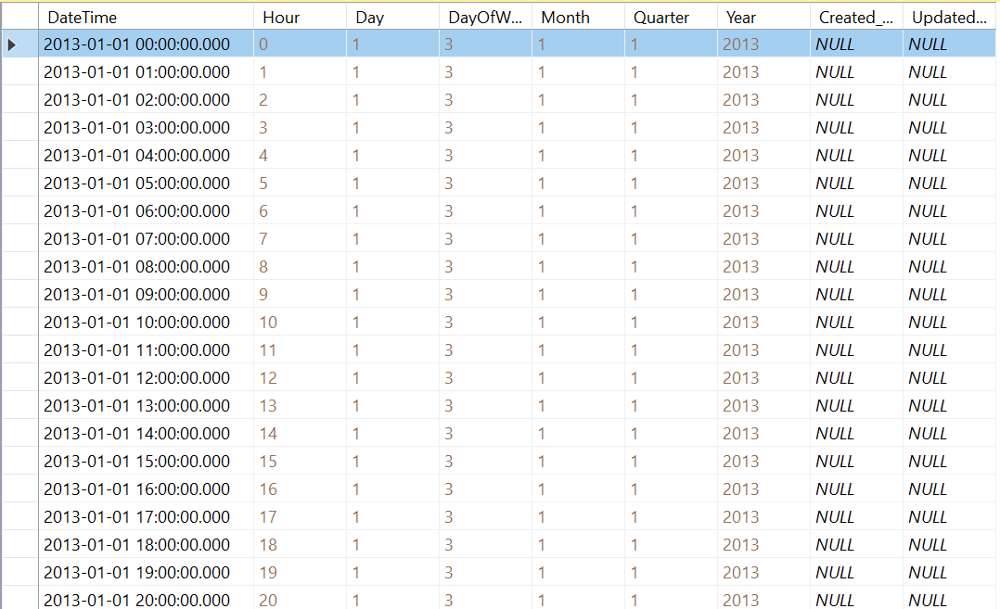 DateTime Hour Day DayOfW... Month Quarter Year Created_... Updated...
2013-01-01 00:00:00.000 0 1 3 1 1 2013 NULL NULL
2013-01-01 01:00:00.000 1 1 3 1 1 2013 NULL NULL
2013-01-01 02:00:00.000 2 1 3 1 1 2013 NULL NULL
2013-01-01 03:00:00.000 3 1 3 1 1 2013 NULL NULL
2013-01-01 04:00:00.000 4 1 3 1 1 2013 NULL NULL
2013-01-01 05:00:00.000 5 1 3 1 1 2013 NULL NULL
2013-01-01 06:00:00.000 6 1 3 1 1 2013 NULL NULL
2013-01-01 07:00:00.000 7 1 3 1 1 2013 NULL NULL
2013-01-01 08:00:00.000 8 1 3 1 1 2013 NULL NULL
2013-01-01 09:00:00.000 9 1 3 1 1 2013 NULL NULL
2013-01-01 10:00:00.000 10 1 3 1 1 2013 NULL NULL
2013-01-01 11:00:00.000 11 1 3 1 1 2013 NULL NULL
2013-01-01 12:00:00.000 12 1 3 1 1 2013 NULL NULL
2013-01-01 13:00:00.000 13 1 3 1 1 2013 NULL NULL
2013-01-01 14:00:00.000 14 1 3 1 1 2013 NULL NULL
2013-01-01 15:00:00.000 15 1 3 1 1 2013 NULL NULL
2013-01-01 16:00:00.000 16 1 3 1 1 2013 NULL NULL
2013-01-01 17:00:00.000 17 1 3 1 1 2013 NULL NULL
2013-01-01 18:00:00.000 18 1 3 1 1 2013 NULL NULL
2013-01-01 19:00:00.000 19 1 3 1 1 2013 NULL NULL
2013-01-01 20:00:00.000 20 1 3 1 1 2013 NULL NULL